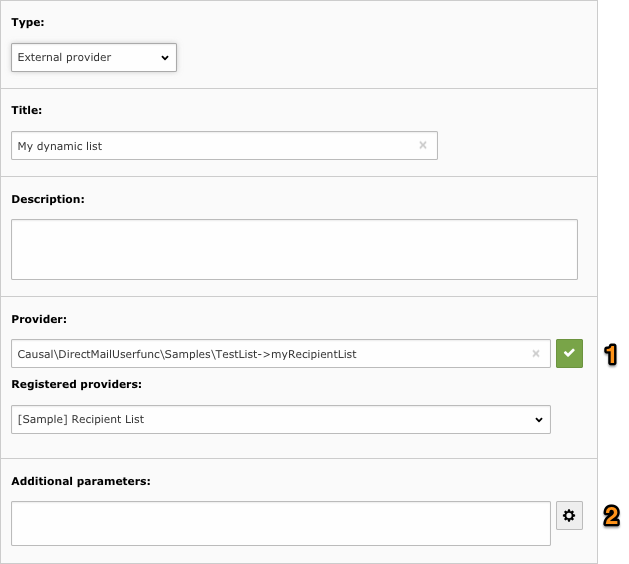 Type:
External provider
Title:
My dynamic list
Description:
Provider:
Causal\DirectMailUserfunc\Samples\TestList->myRecipientList
1
Registered providers:
[Sample] Recipient List
Additional parameters:
2